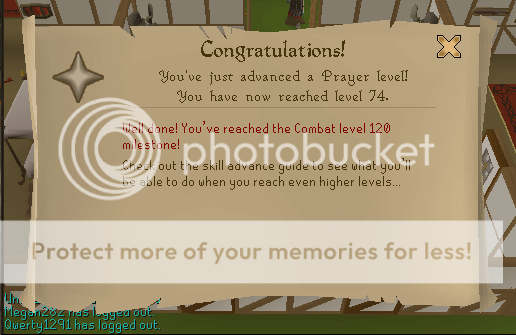 Congratulations!
You've just advanced a Prayer level!
You have now reached level 74.
Well done! You've reached the Combat level 120
milestone!
photobucket
Check out the skill advance guide to see what you'll
be able to do when you reach even higher levels...
Protect more of your memories for less!
Megan282 has logged out.
Qwerty1291 has logged out.